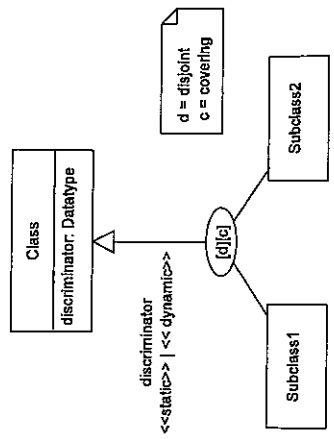 Class
discriminator: Datatype
d = disjoint
c = covering
discriminator
<<static>> | << dynamic>>
[d][c]
Subclass1
Subclass2